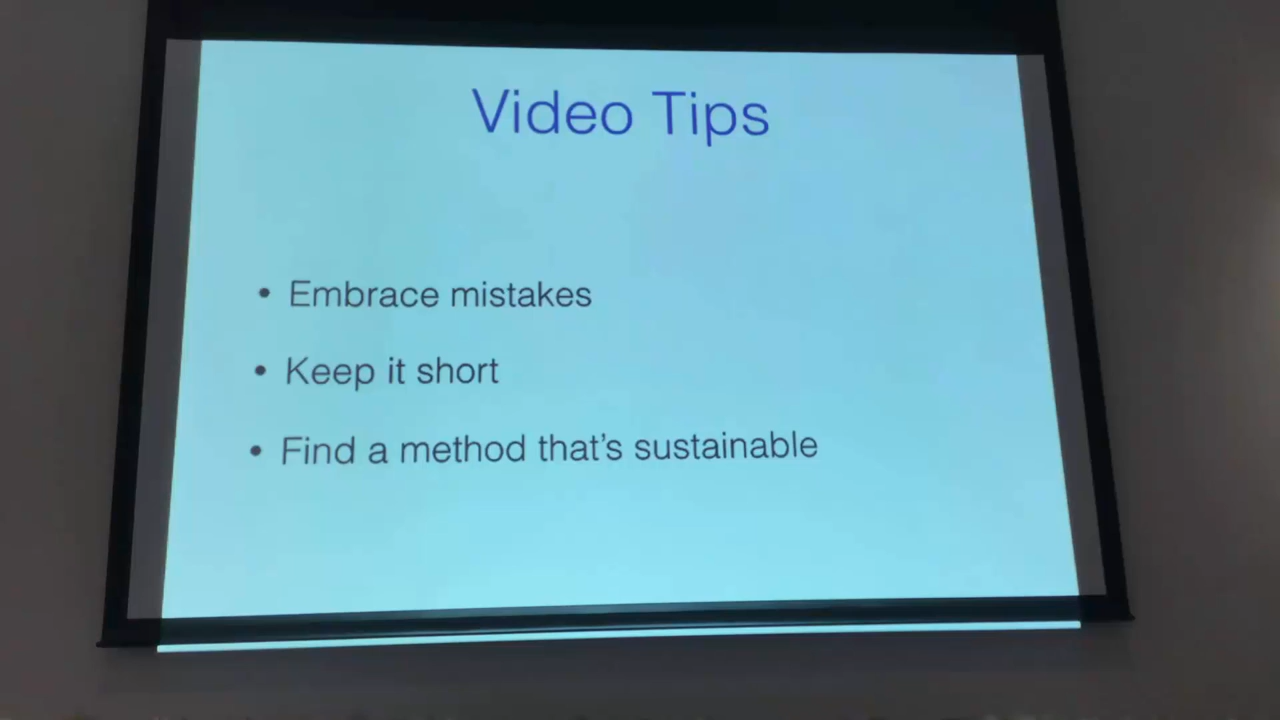 Video Tips
• Embrace mistakes
• Keep it short
• Find a method that's sustainable